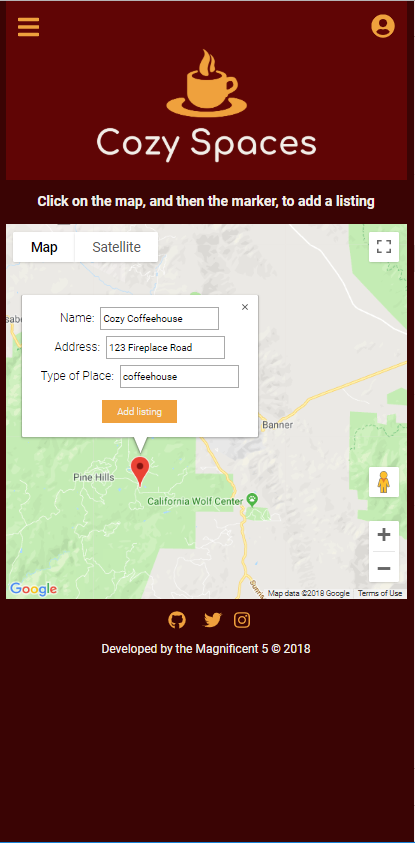 Cozy Spaces
Click on the map, and then the marker, to add a listing
Map Satellite
Name: Cozy Coffeehouse
Address: 123 Fireplace Road
Type of Place: coffeehouse
Add listing
Banner
Pine Hills
California Wolf Center
Google
Map data ©2018 Google Terms of Use
Developed by the Magnificent 5 © 2018